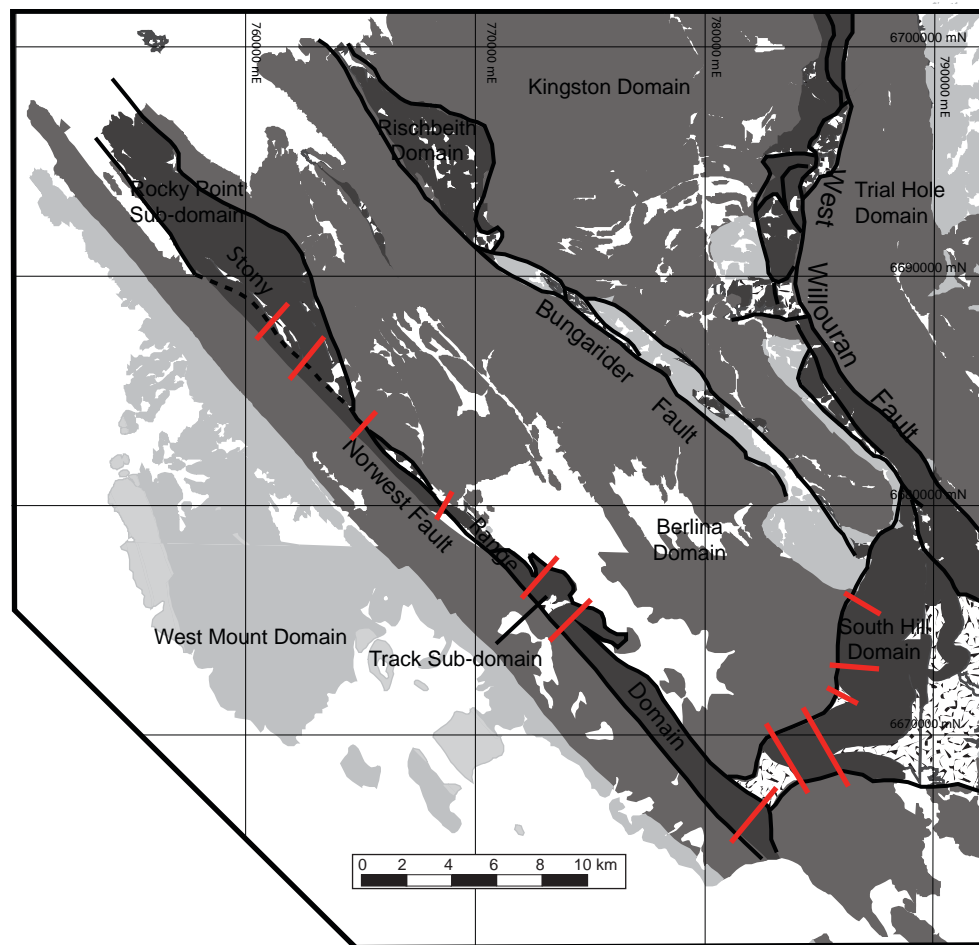 6700000 mN
760000 mE
770000 mE
780000 mE
790000 mE
Kingston Domain
Rischbeith
Domain
Rocky Point
Sub-domain
West
Trial Hole
Domain
Stony
6690000 mN
Willouran
Bungarider
Fault
Fault
Norwest Fault
Range
6680000 mN
Berlina
Domain
West Mount Domain
Track Sub-domain
South Hill
Domain
Domain
6670000 mN
0 2 4 6 8 10 km